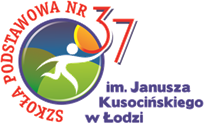 SZKOŁA PODSTAWOWA NR 37
im. Janusza
Kusocińskiego
w Łodzi